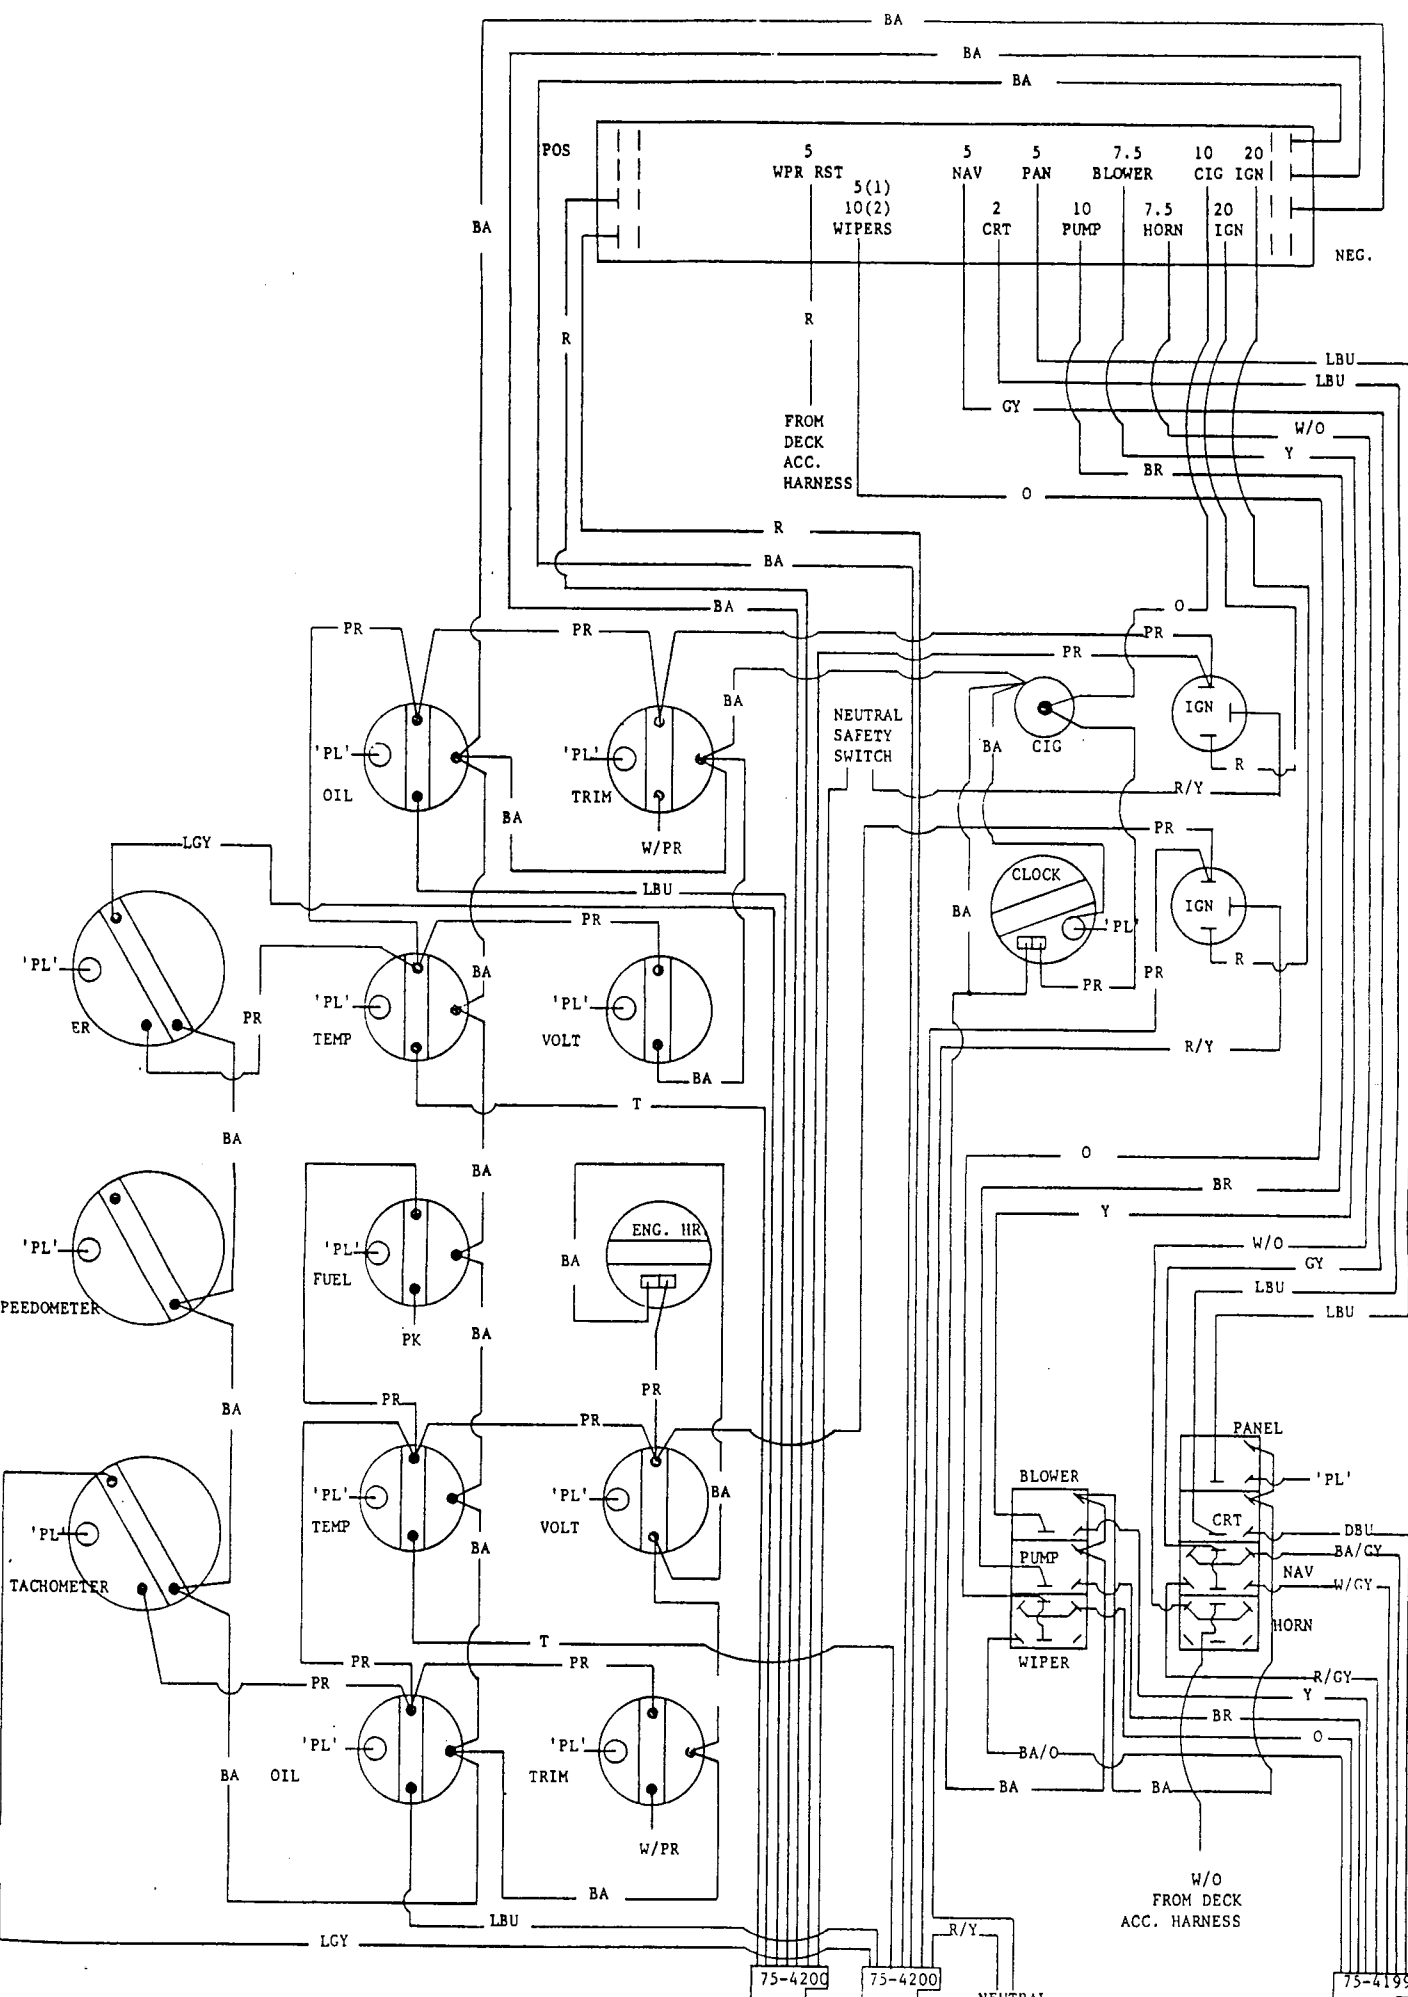 BA
BA
BA
POS
5
WPR RST
5(1)
10(2)
WIPERS
5
NAV
5
PAN
7.5
BLOWER
10
CIG
20
IGN
2
CRT
10
PUMP
7.5
HORN
20
IGN
NEG.
BA
R
R
LBU
LBU
GY
W/O
Y
BR
O
FROM
DECK
ACC.
HARNESS
R
BA
BA
O
PR
PR
PR
PR
BA
NEUTRAL
SAFETY
SWITCH
BA
CIG
IGN
R
R/Y
'PL'
OIL
BA
'PL'
TRIM
W/PR
PR
LGY
LBU
CLOCK
'PL'
BA
IGN
R
PR
PR
PR
'PL'
ER
PR
BA
'PL'
TEMP
'PL'
VOLT
BA
R/Y
T
BA
BA
O
BR
Y
W/O
GY
LBU
LBU
'PL'
PEEDOMETER
'PL'
FUEL
PK
BA
BA
ENG. HR.
PR
BA
PR
PR
PANEL
'PL'
BLOWER
CRT
DBU
'PL'
TACHOMETER
'PL'
TEMP
BA
'PL'
VOLT
BA
PUMP
BA/GY
NAV
W/GY
HORN
WIPER
T
PR
PR
PR
R/GY
Y
BR
O
BA/O
BA
BA
BA
'PL'
OIL
'PL'
TRIM
W/PR
BA
W/O
FROM DECK
ACC. HARNESS
LBU
LGY
R/Y
75-4200
75-4200
75-4199
NEUTRAL